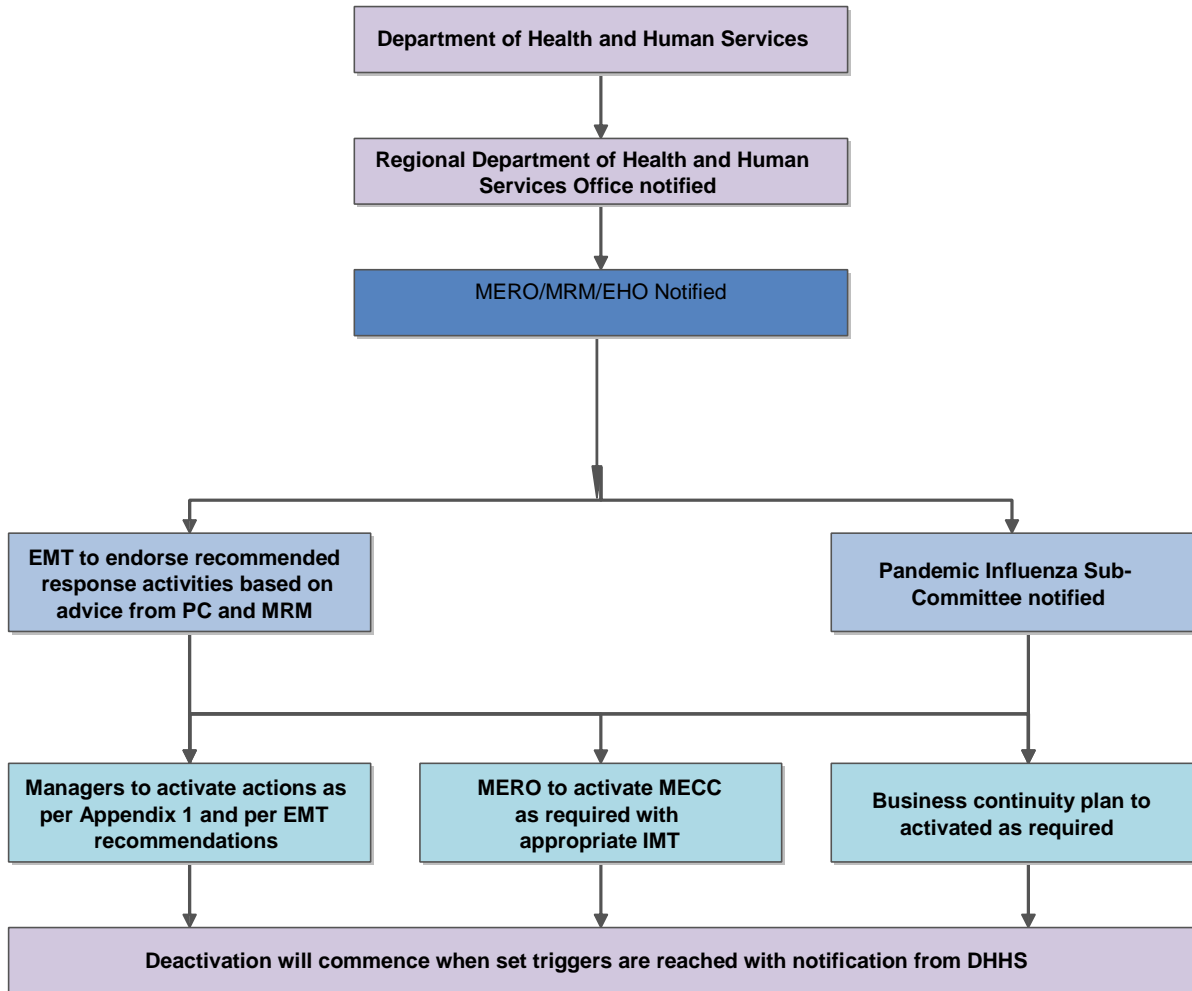 Department of Health and Human Services
Regional Department of Health and Human
Services Office notified
MERO/MRM/EHO Notified
EMT to endorse recommended
response activities based on
advice from PC and MRM
Pandemic Influenza Sub-
Committee notified
Managers to activate actions as
per Appendix 1 and per EMT
recommendations
MERO to activate MECC
as required with
appropriate IMT
Business continuity plan to
activated as required
Deactivation will commence when set triggers are reached with notification from DHHS